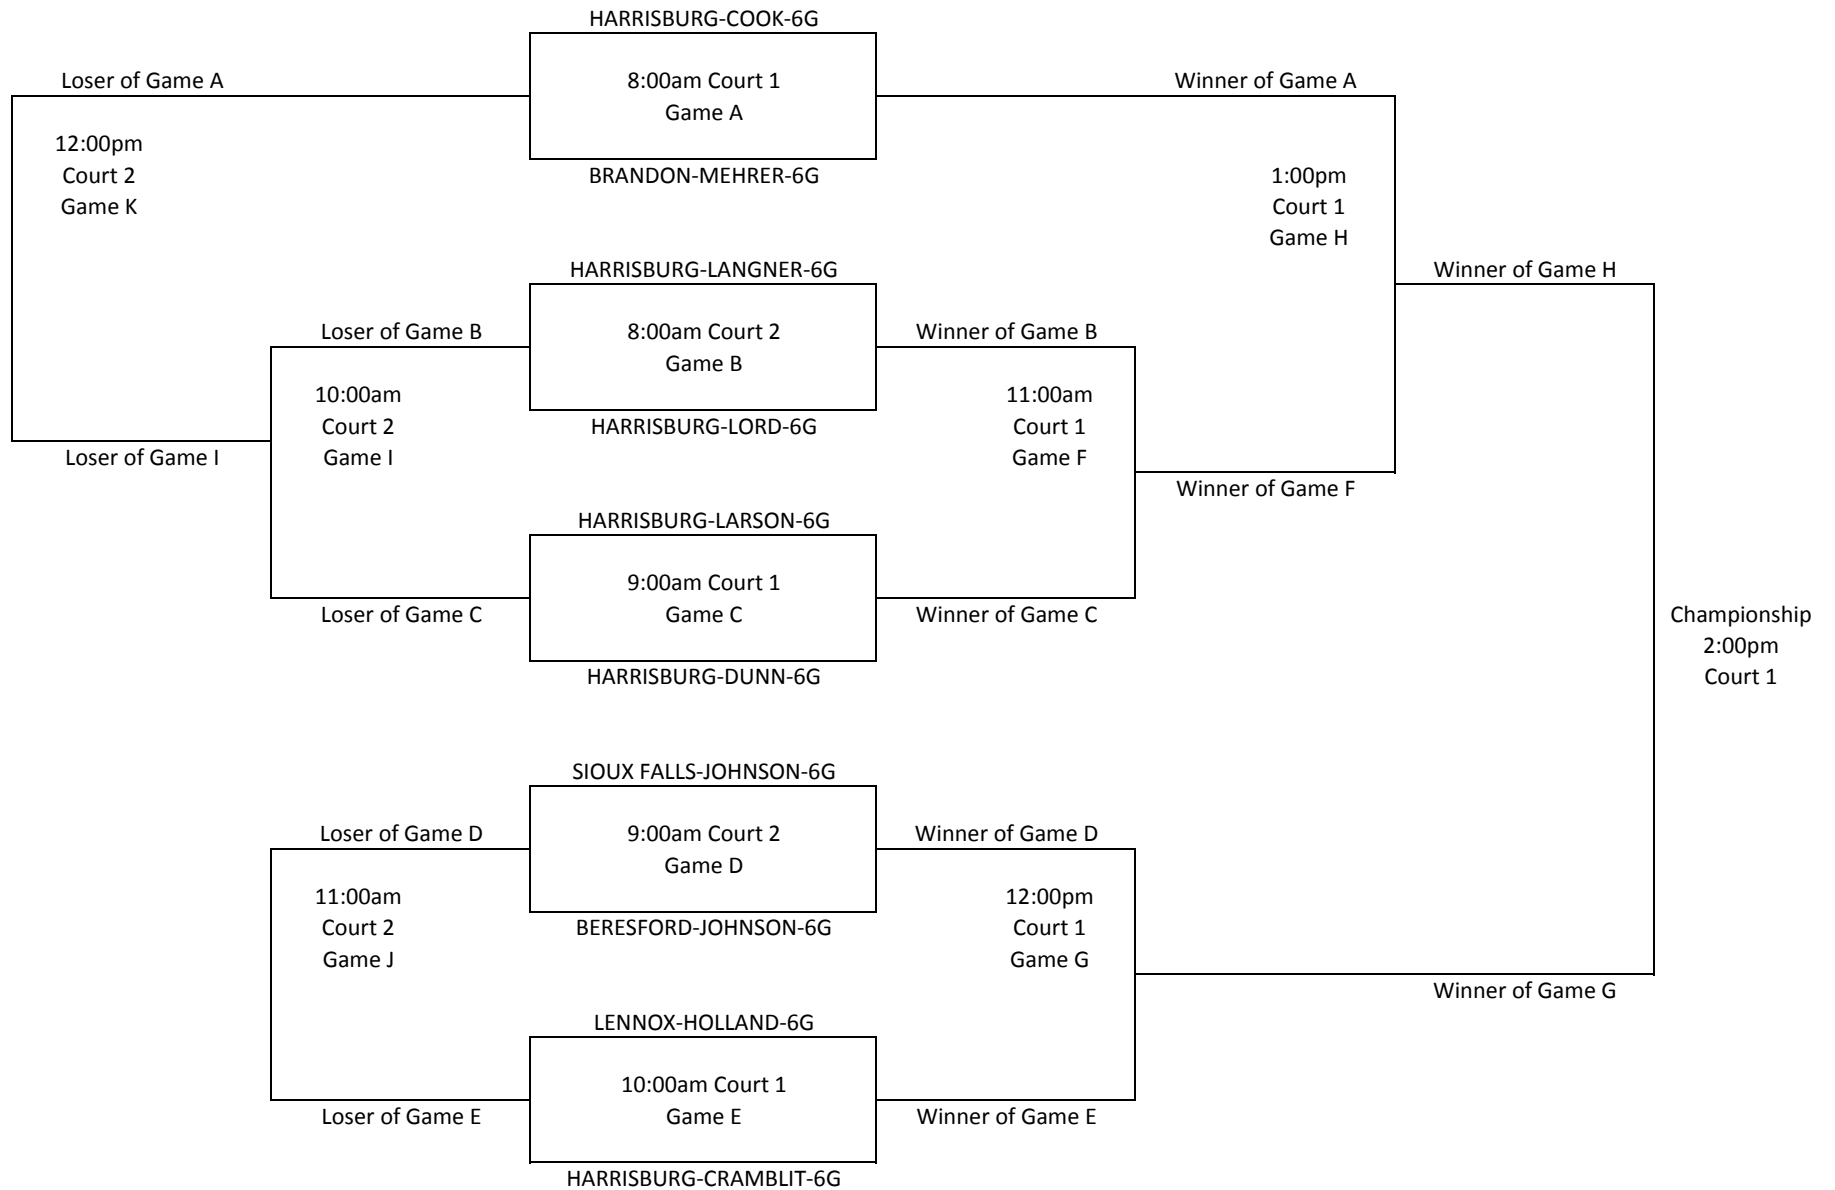 HARRISBURG-COOK-6G
Loser of Game A
8:00am Court 1
Game A
Winner of Game A
12:00pm
Court 2
Game K
BRANDON-MEHRER-6G
1:00pm
Court 1
Game H
HARRISBURG-LANGNER-6G
Winner of Game H
Loser of Game B
8:00am Court 2
Game B
Winner of Game B
10:00am
Court 2
Game I
HARRISBURG-LORD-6G
11:00am
Court 1
Game F
Loser of Game I
Winner of Game F
HARRISBURG-LARSON-6G
9:00am Court 1
Game C
Loser of Game C
Winner of Game C
Championship
2:00pm
Court 1
HARRISBURG-DUNN-6G
SIOUX FALLS-JOHNSON-6G
Loser of Game D
9:00am Court 2
Game D
Winner of Game D
11:00am
Court 2
Game J
BERESFORD-JOHNSON-6G
12:00pm
Court 1
Game G
Winner of Game G
LENNOX-HOLLAND-6G
10:00am Court 1
Game E
Loser of Game E
Winner of Game E
HARRISBURG-CRAMBLIT-6G